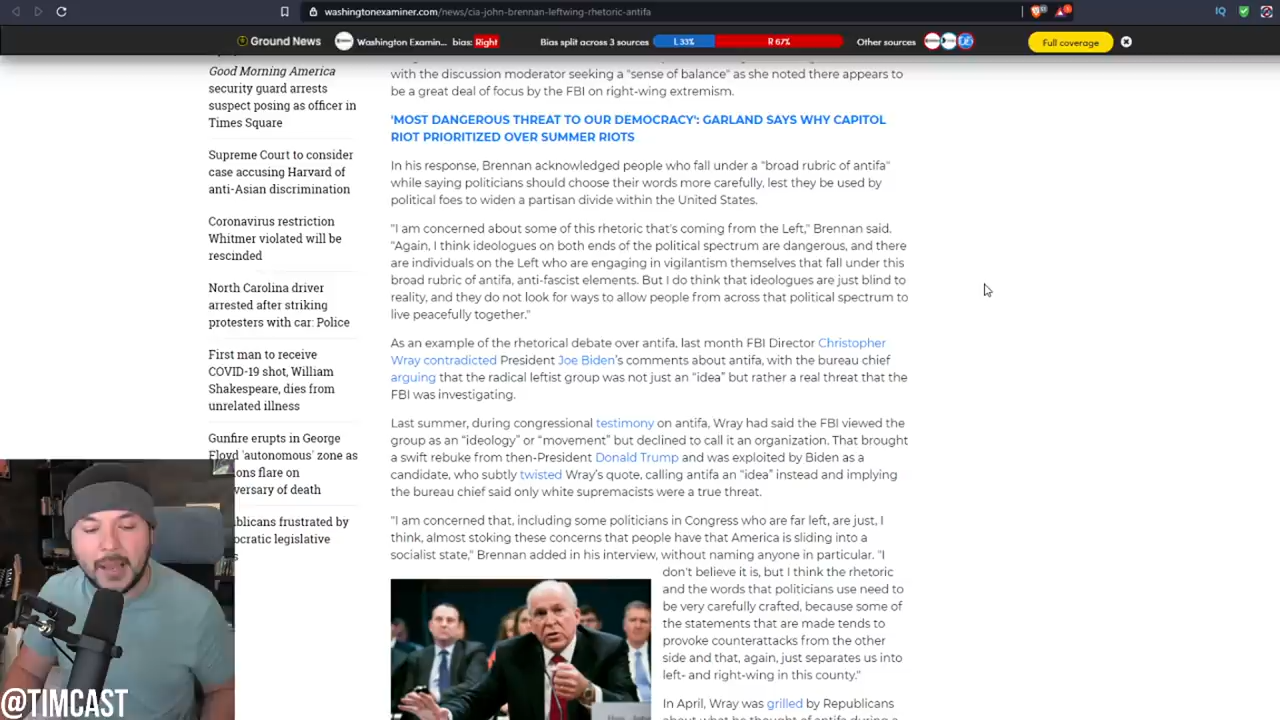 washingtonexaminer.com/news/cia-john-brennan-leftwing-rhetoric-antifa
Ground News
Washington Examin...
bias: Right
Bias split across 3 sources
L 33%
R 67%
Other sources
Full coverage
Good Morning America
security guard arrests
suspect posing as officer in
Times Square
Supreme Court to consider
case accusing Harvard of
anti-Asian discrimination
Coronavirus restriction
Whitmer violated will be
rescinded
North Carolina driver
arrested after striking
protesters with car: Police
First man to receive
COVID-19 shot, William
Shakespeare, dies from
unrelated illness
Gunfire erupts in George
Floyd 'autonomous' zone as
flare on
of death
frustrated by
legislative
with the discussion moderator seeking a "sense of balance" as she noted there appears to
be a great deal of focus by the FBI on right-wing extremism.
'MOST DANGEROUS THREAT TO OUR DEMOCRACY': GARLAND SAYS WHY CAPITOL
RIOT PRIORITIZED OVER SUMMER RIOTS
In his response, Brennan acknowledged people who fall under a "broad rubric of antifa"
while saying politicians should choose their words more carefully, lest they be used by
political foes to widen a partisan divide within the United States.
"I am concerned about some of this rhetoric that's coming from the Left," Brennan said.
"Again, I think ideologues on both ends of the political spectrum are dangerous, and there
are individuals on the Left who are engaging in vigilantism themselves that fall under this
broad rubric of antifa, anti-fascist elements. But I do think that ideologues are just blind to
reality, and they do not look for ways to allow people from across that political spectrum to
live peacefully together."
As an example of the rhetorical debate over antifa, last month FBI Director Christopher
Wray contradicted President Joe Biden's comments about antifa, with the bureau chief
arguing that the radical leftist group was not just an "idea" but rather a real threat that the
FBI was investigating.
Last summer, during congressional testimony on antifa, Wray had said the FBI viewed the
group as an "ideology" or "movement" but declined to call it an organization. That brought
a swift rebuke from then-President Donald Trump and was exploited by Biden as a
candidate, who subtly twisted Wray's quote, calling antifa an "idea" instead and implying
the bureau chief said only white supremacists were a true threat.
"I am concerned that, including some politicians in Congress who are far left, are just, I
think, almost stoking these concerns that people have that America is sliding into a
socialist state," Brennan added in his interview, without naming anyone in particular. "I
don't believe it is, but I think the rhetoric
and the words that politicians use need to
be very carefully crafted, because some of
the statements that are made tends to
provoke counterattacks from the other
side and that, again, just separates us into
left- and right-wing in this county."
In April, Wray was grilled by Republicans
about what he thought of antifa during a
@TIMCAST